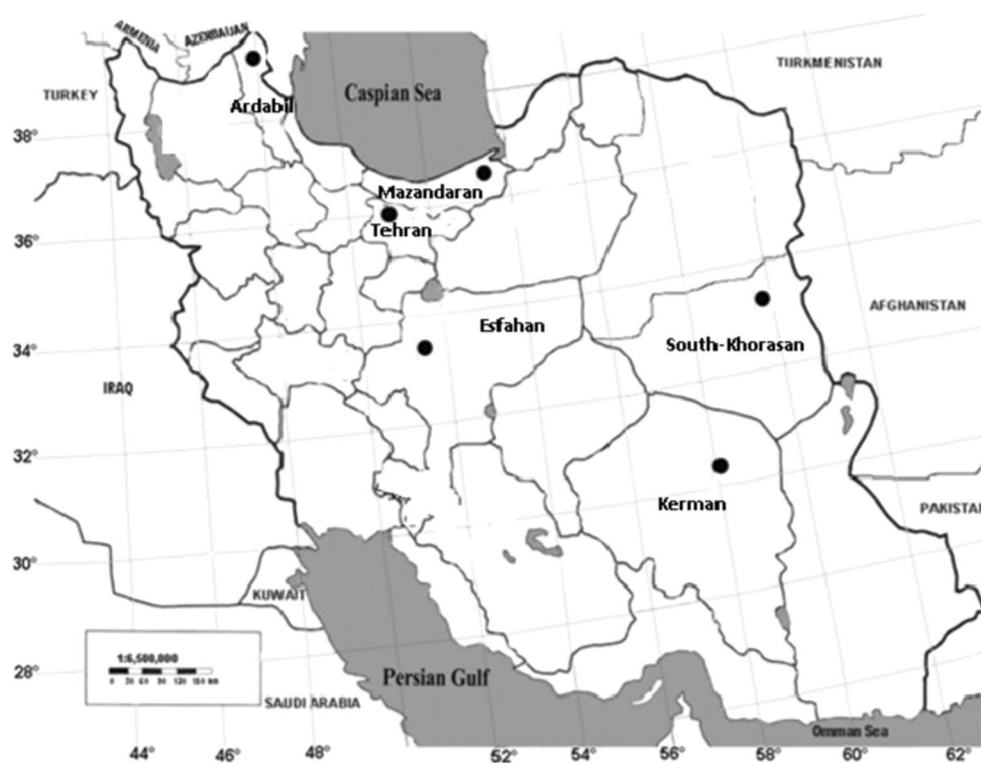 ARMENIA
AZERBAIJAN
TURKEY
Caspian Sea
TURKMENISTAN
Ardabil
38°
Mazandaran
Tehran
36°
Esfahan
AFGHANISTAN
34°
South-Khorasan
IRAQ
32°
Kerman
PAKISTAN
30°
KUWAIT
1:6,500,000
28°
Persian Gulf
SAUDI ARABIA
Omman Sea
44°
46°
48°
52°
54°
56°
58°
60°
62°